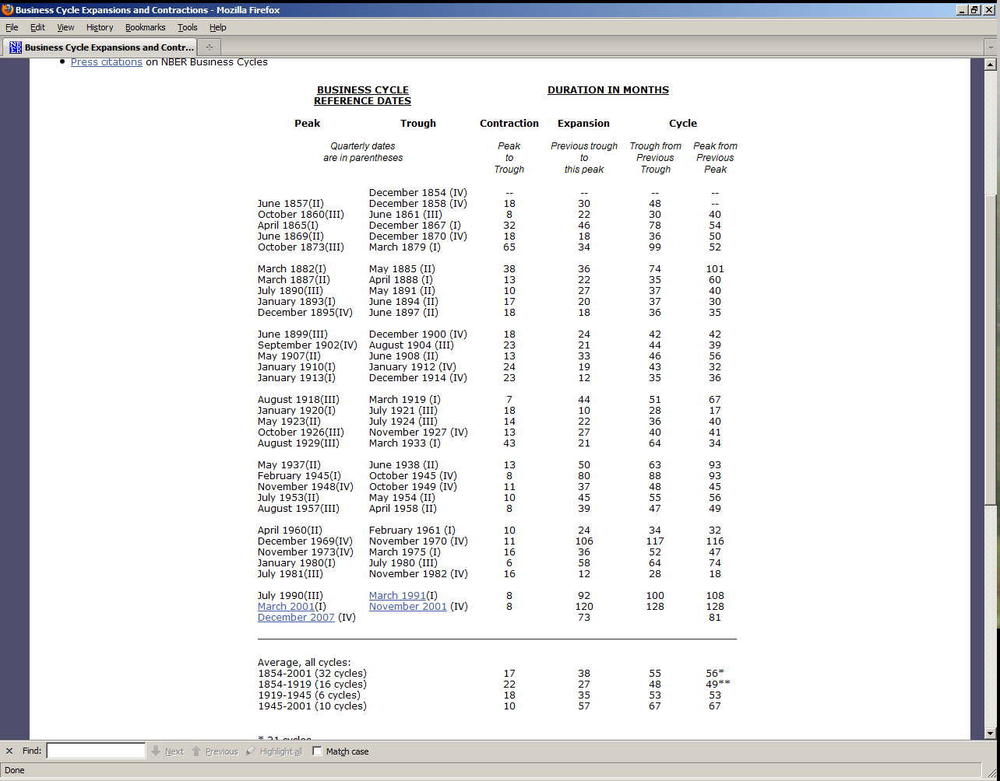 Business Cycle Expansions and Contractions - Mozilla Firefox
File Edit View History Bookmarks Tools Help
Business Cycle Expansions and Contr...
Press citations on NBER Business Cycles
BUSINESS CYCLE DURATION IN MONTHS
REFERENCE DATES
Peak Trough Contraction Expansion Cycle
Quarterly dates Peak Previous trough Trough from Peak from
are in parentheses to to Previous Previous
Trough this peak Trough Peak
December 1854 (IV) -- -- -- --
June 1857(II) December 1858 (IV) 18 30 48 --
October 1860(III) June 1861 (III) 8 22 30 40
April 1865(I) December 1867 (I) 32 46 78 54
June 1869(II) December 1870 (IV) 18 18 36 50
October 1873(III) March 1879 (I) 65 34 99 52
March 1882(I) May 1885 (II) 38 36 74 101
March 1887(II) April 1888 (I) 13 22 35 60
July 1890(III) May 1891 (II) 10 27 37 40
January 1893(I) June 1894 (II) 17 20 37 30
December 1895(IV) June 1897 (II) 18 18 36 35
June 1899(III) December 1900 (IV) 18 24 42 42
September 1902(IV) August 1904 (III) 23 21 44 39
May 1907(II) June 1908 (II) 13 33 46 56
January 1910(I) January 1912 (IV) 24 19 43 32
January 1913(I) December 1914 (IV) 23 12 35 36
August 1918(III) March 1919 (I) 7 44 51 67
January 1920(I) July 1921 (III) 18 10 28 17
May 1923(II) July 1924 (III) 14 22 36 40
October 1926(III) November 1927 (IV) 13 27 40 41
August 1929(III) March 1933 (I) 43 21 64 34
May 1937(II) June 1938 (II) 13 50 63 93
February 1945(I) October 1945 (IV) 8 80 88 93
November 1948(IV) October 1949 (IV) 11 37 48 45
July 1953(II) May 1954 (II) 10 45 55 56
August 1957(III) April 1958 (II) 8 39 47 49
April 1960(II) February 1961 (I) 10 24 34 32
December 1969(IV) November 1970 (IV) 11 106 117 116
November 1973(IV) March 1975 (I) 16 36 52 47
January 1980(I) July 1980 (III) 6 58 64 74
July 1981(III) November 1982 (IV) 16 12 28 18
July 1990(III) March 1991(I) 8 92 100 108
March 2001(I) November 2001 (IV) 8 120 128 128
December 2007 (IV) 73 81
Average, all cycles:
1854-2001 (32 cycles) 17 38 55 56*
1854-1919 (16 cycles) 22 27 48 49**
1919-1945 (6 cycles) 18 35 53 53
1945-2001 (10 cycles) 10 57 67 67
* 31 cycles
Find: Next Previous Highlight all Match case
Done